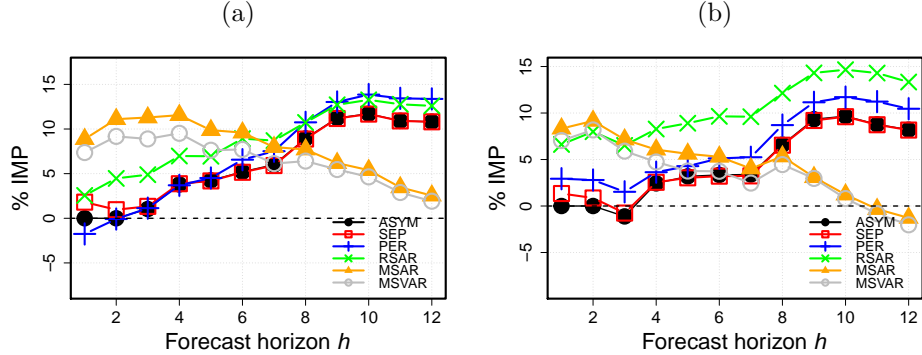 (a)
(b)
% IMP
15
10
5
0
−5
ASYM
SEP
PER
RSAR
MSAR
MSVAR
2 4 6 8 10 12
Forecast horizon h
% IMP
15
10
5
0
−5
ASYM
SEP
PER
RSAR
MSAR
MSVAR
2 4 6 8 10 12
Forecast horizon h